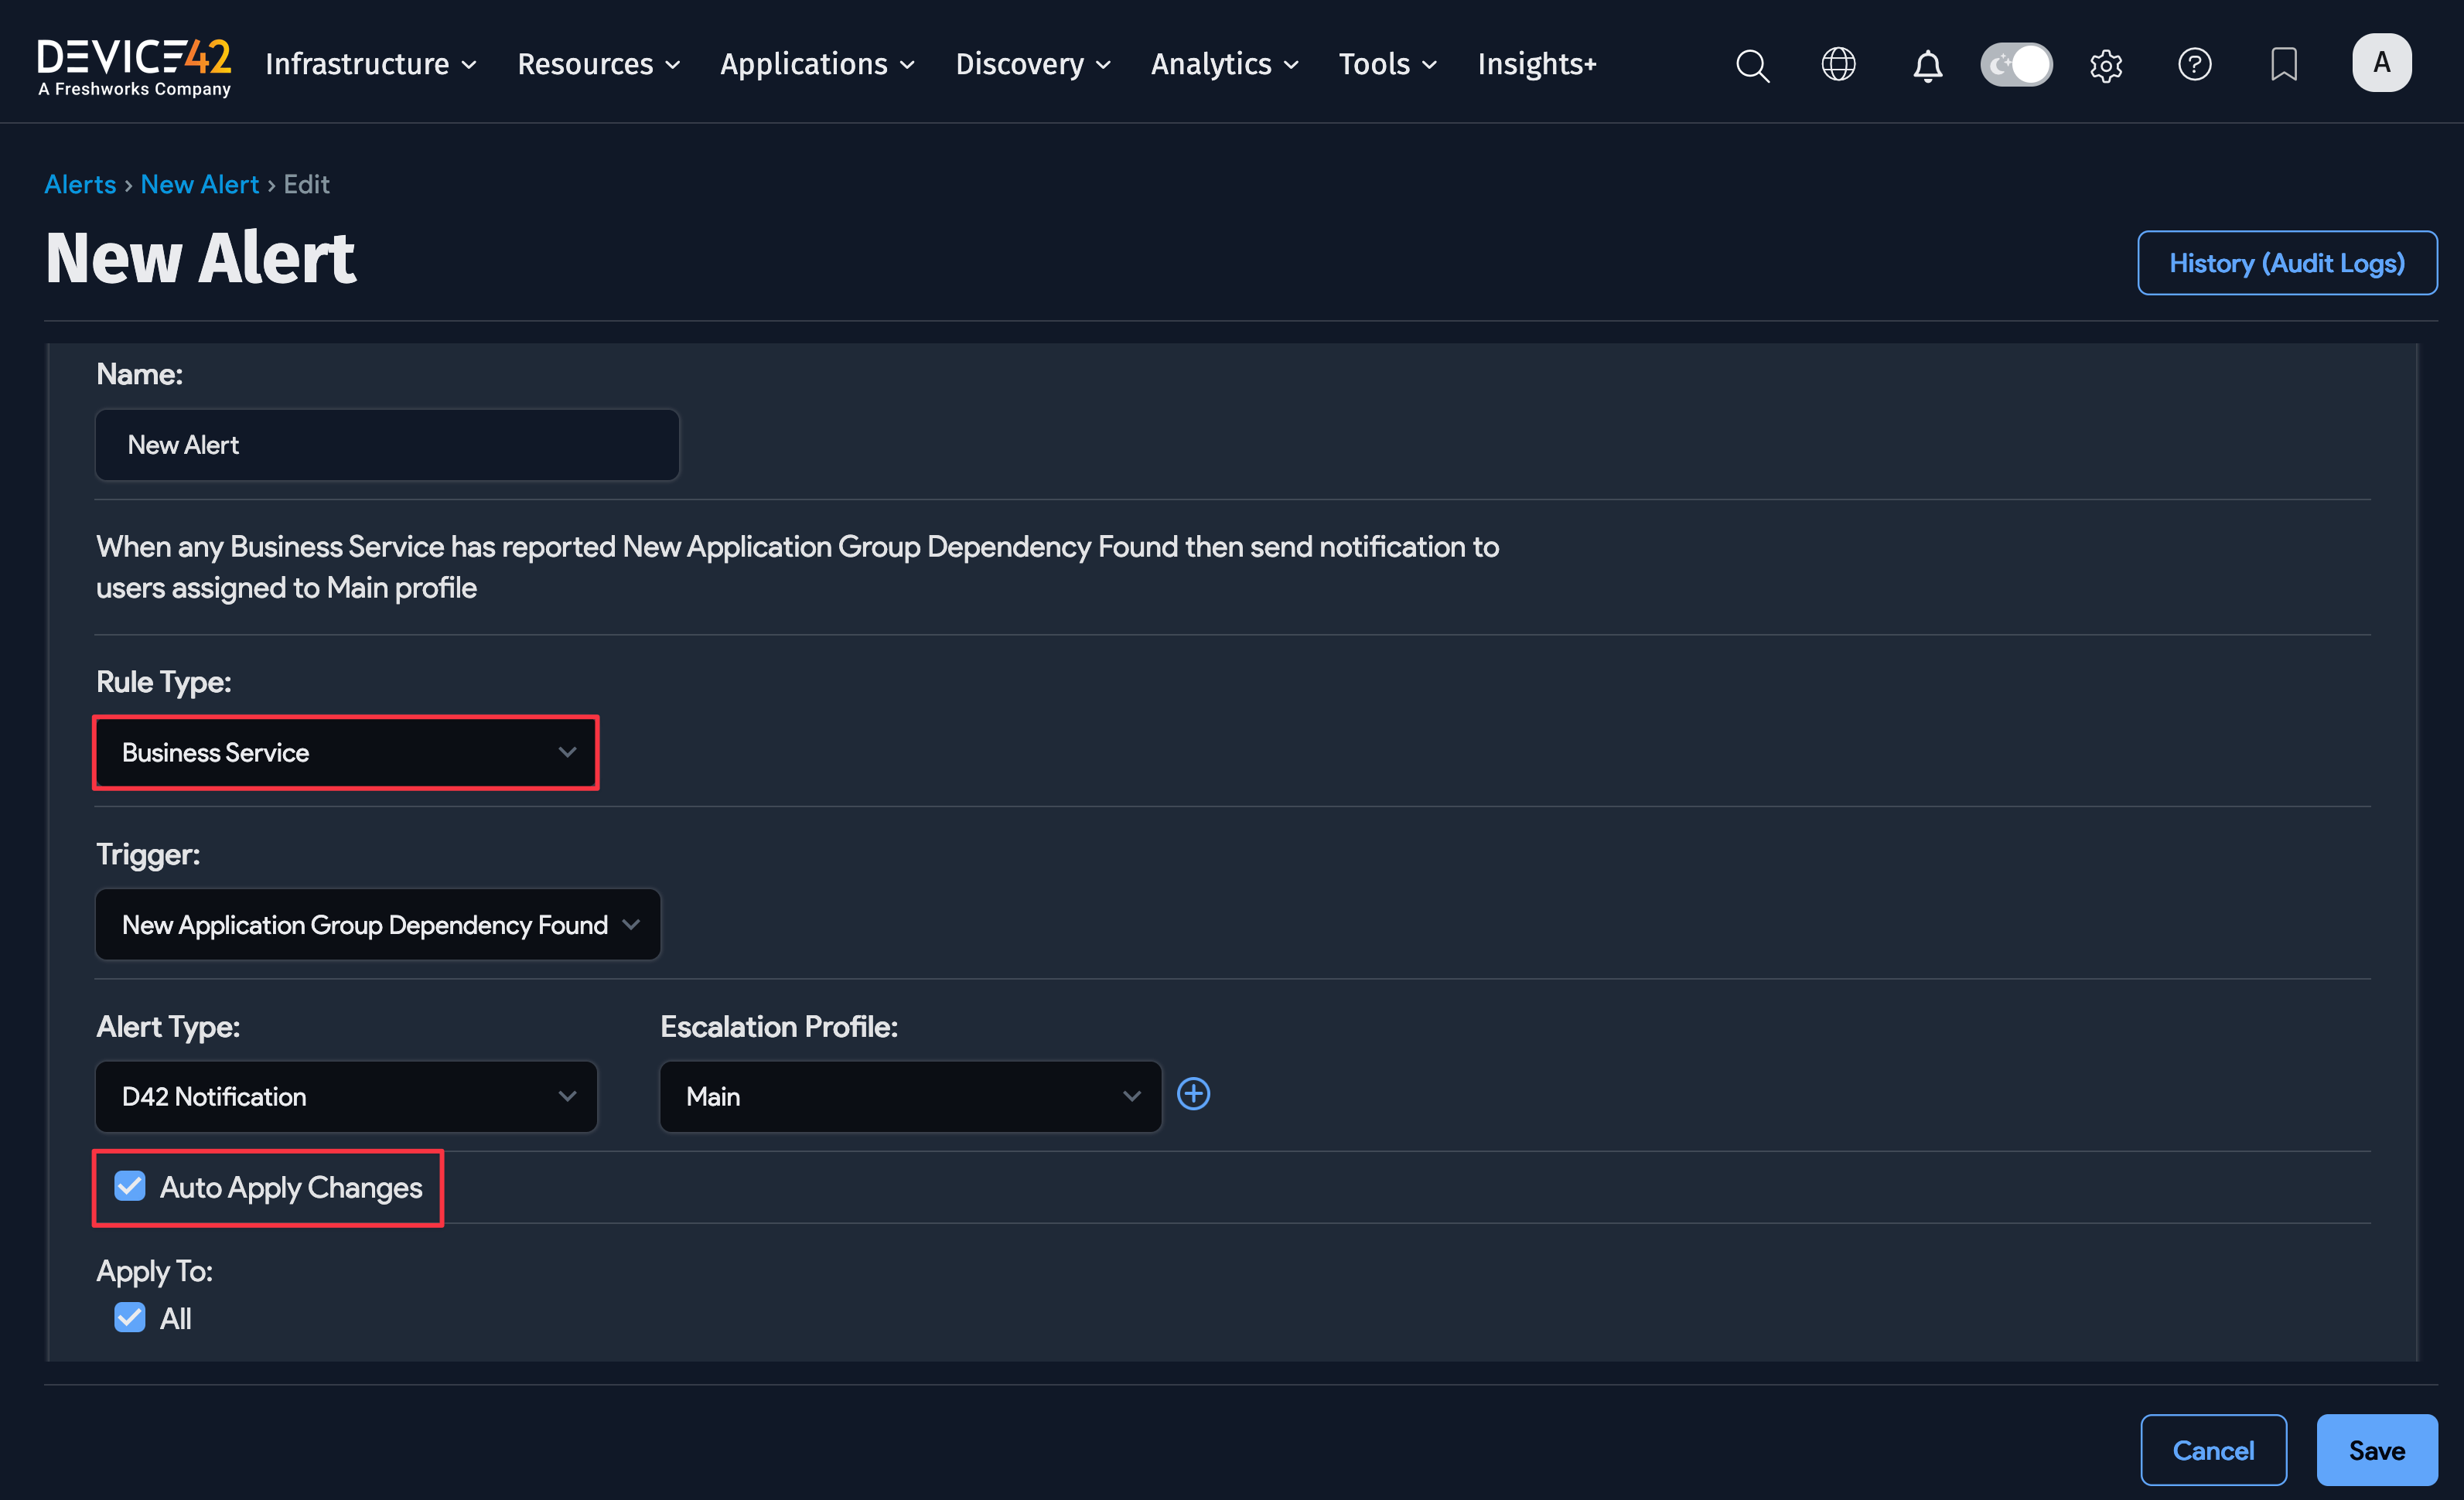 DEVICE42
A Freshworks Company
Infrastructure Resources Applications Discovery Analytics Tools Insights+
A
Alerts › New Alert › Edit
New Alert
History (Audit Logs)
Name:
New Alert
When any Business Service has reported New Application Group Dependency Found then send notification to
users assigned to Main profile
Rule Type:
Business Service
Trigger:
New Application Group Dependency Found
Alert Type: Escalation Profile:
D42 Notification Main
Auto Apply Changes
Apply To:
All
Cancel Save